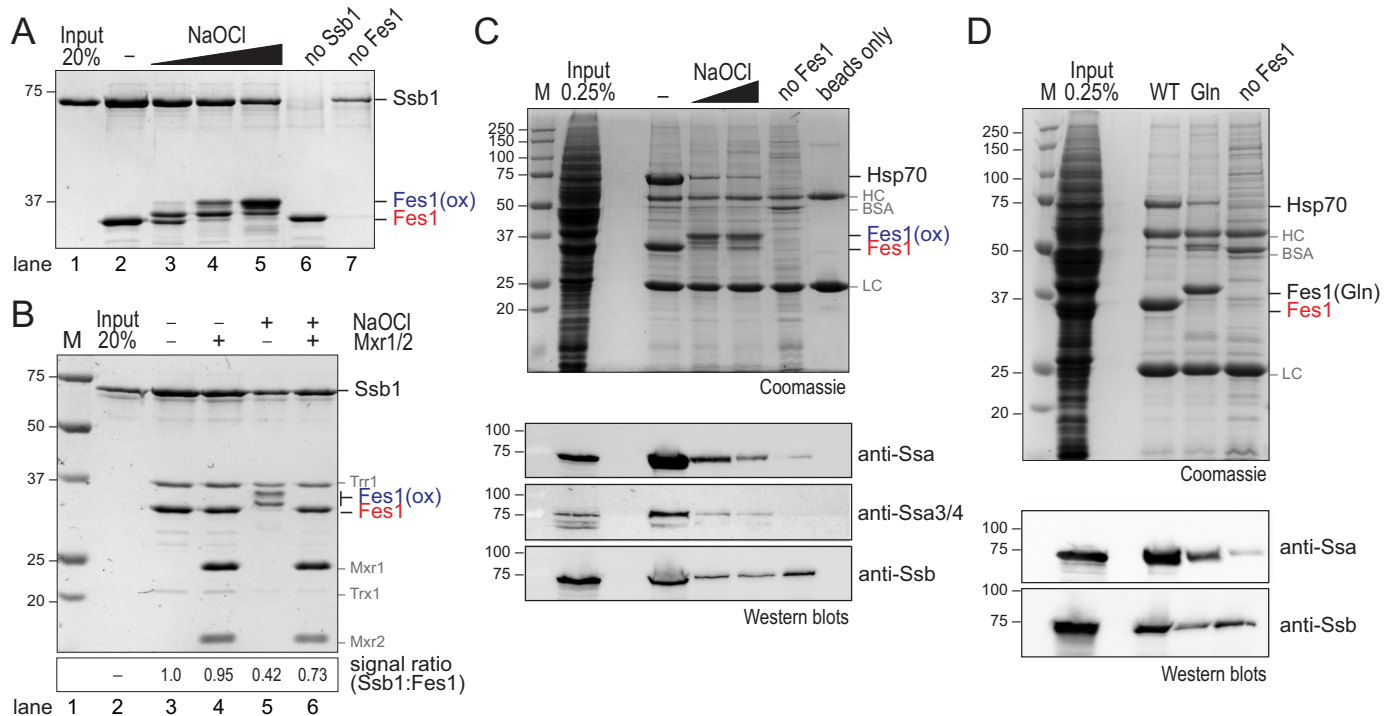 A
Input 20%
–
NaOCl
no Ssb1
no Fes1
75
Ssb1
37
Fes1(ox)
Fes1
lane 1 2 3 4 5 6 7
B
M
Input 20%
– – + + NaOCl
– + – + Mxr1/2
75
Ssb1
50
37
Trr1
Fes1(ox)
Fes1
25
Mxr1
Trx1
20
Mxr2
– 1.0 0.95 0.42 0.73 signal ratio (Ssb1:Fes1)
lane 1 2 3 4 5 6
C
M
Input 0.25%
–
NaOCl
no Fes1
beads only
250
150
100
75
Hsp70
HC
50
BSA
37
Fes1(ox)
Fes1
25
LC
20
Coomassie
100
75
anti-Ssa
100
75
anti-Ssa3/4
100
75
anti-Ssb
Western blots
D
M
Input 0.25%
WT
Gln
no Fes1
250
150
100
75
Hsp70
HC
50
BSA
37
Fes1(Gln)
Fes1
25
LC
20
Coomassie
100
75
anti-Ssa
100
75
anti-Ssb
Western blots